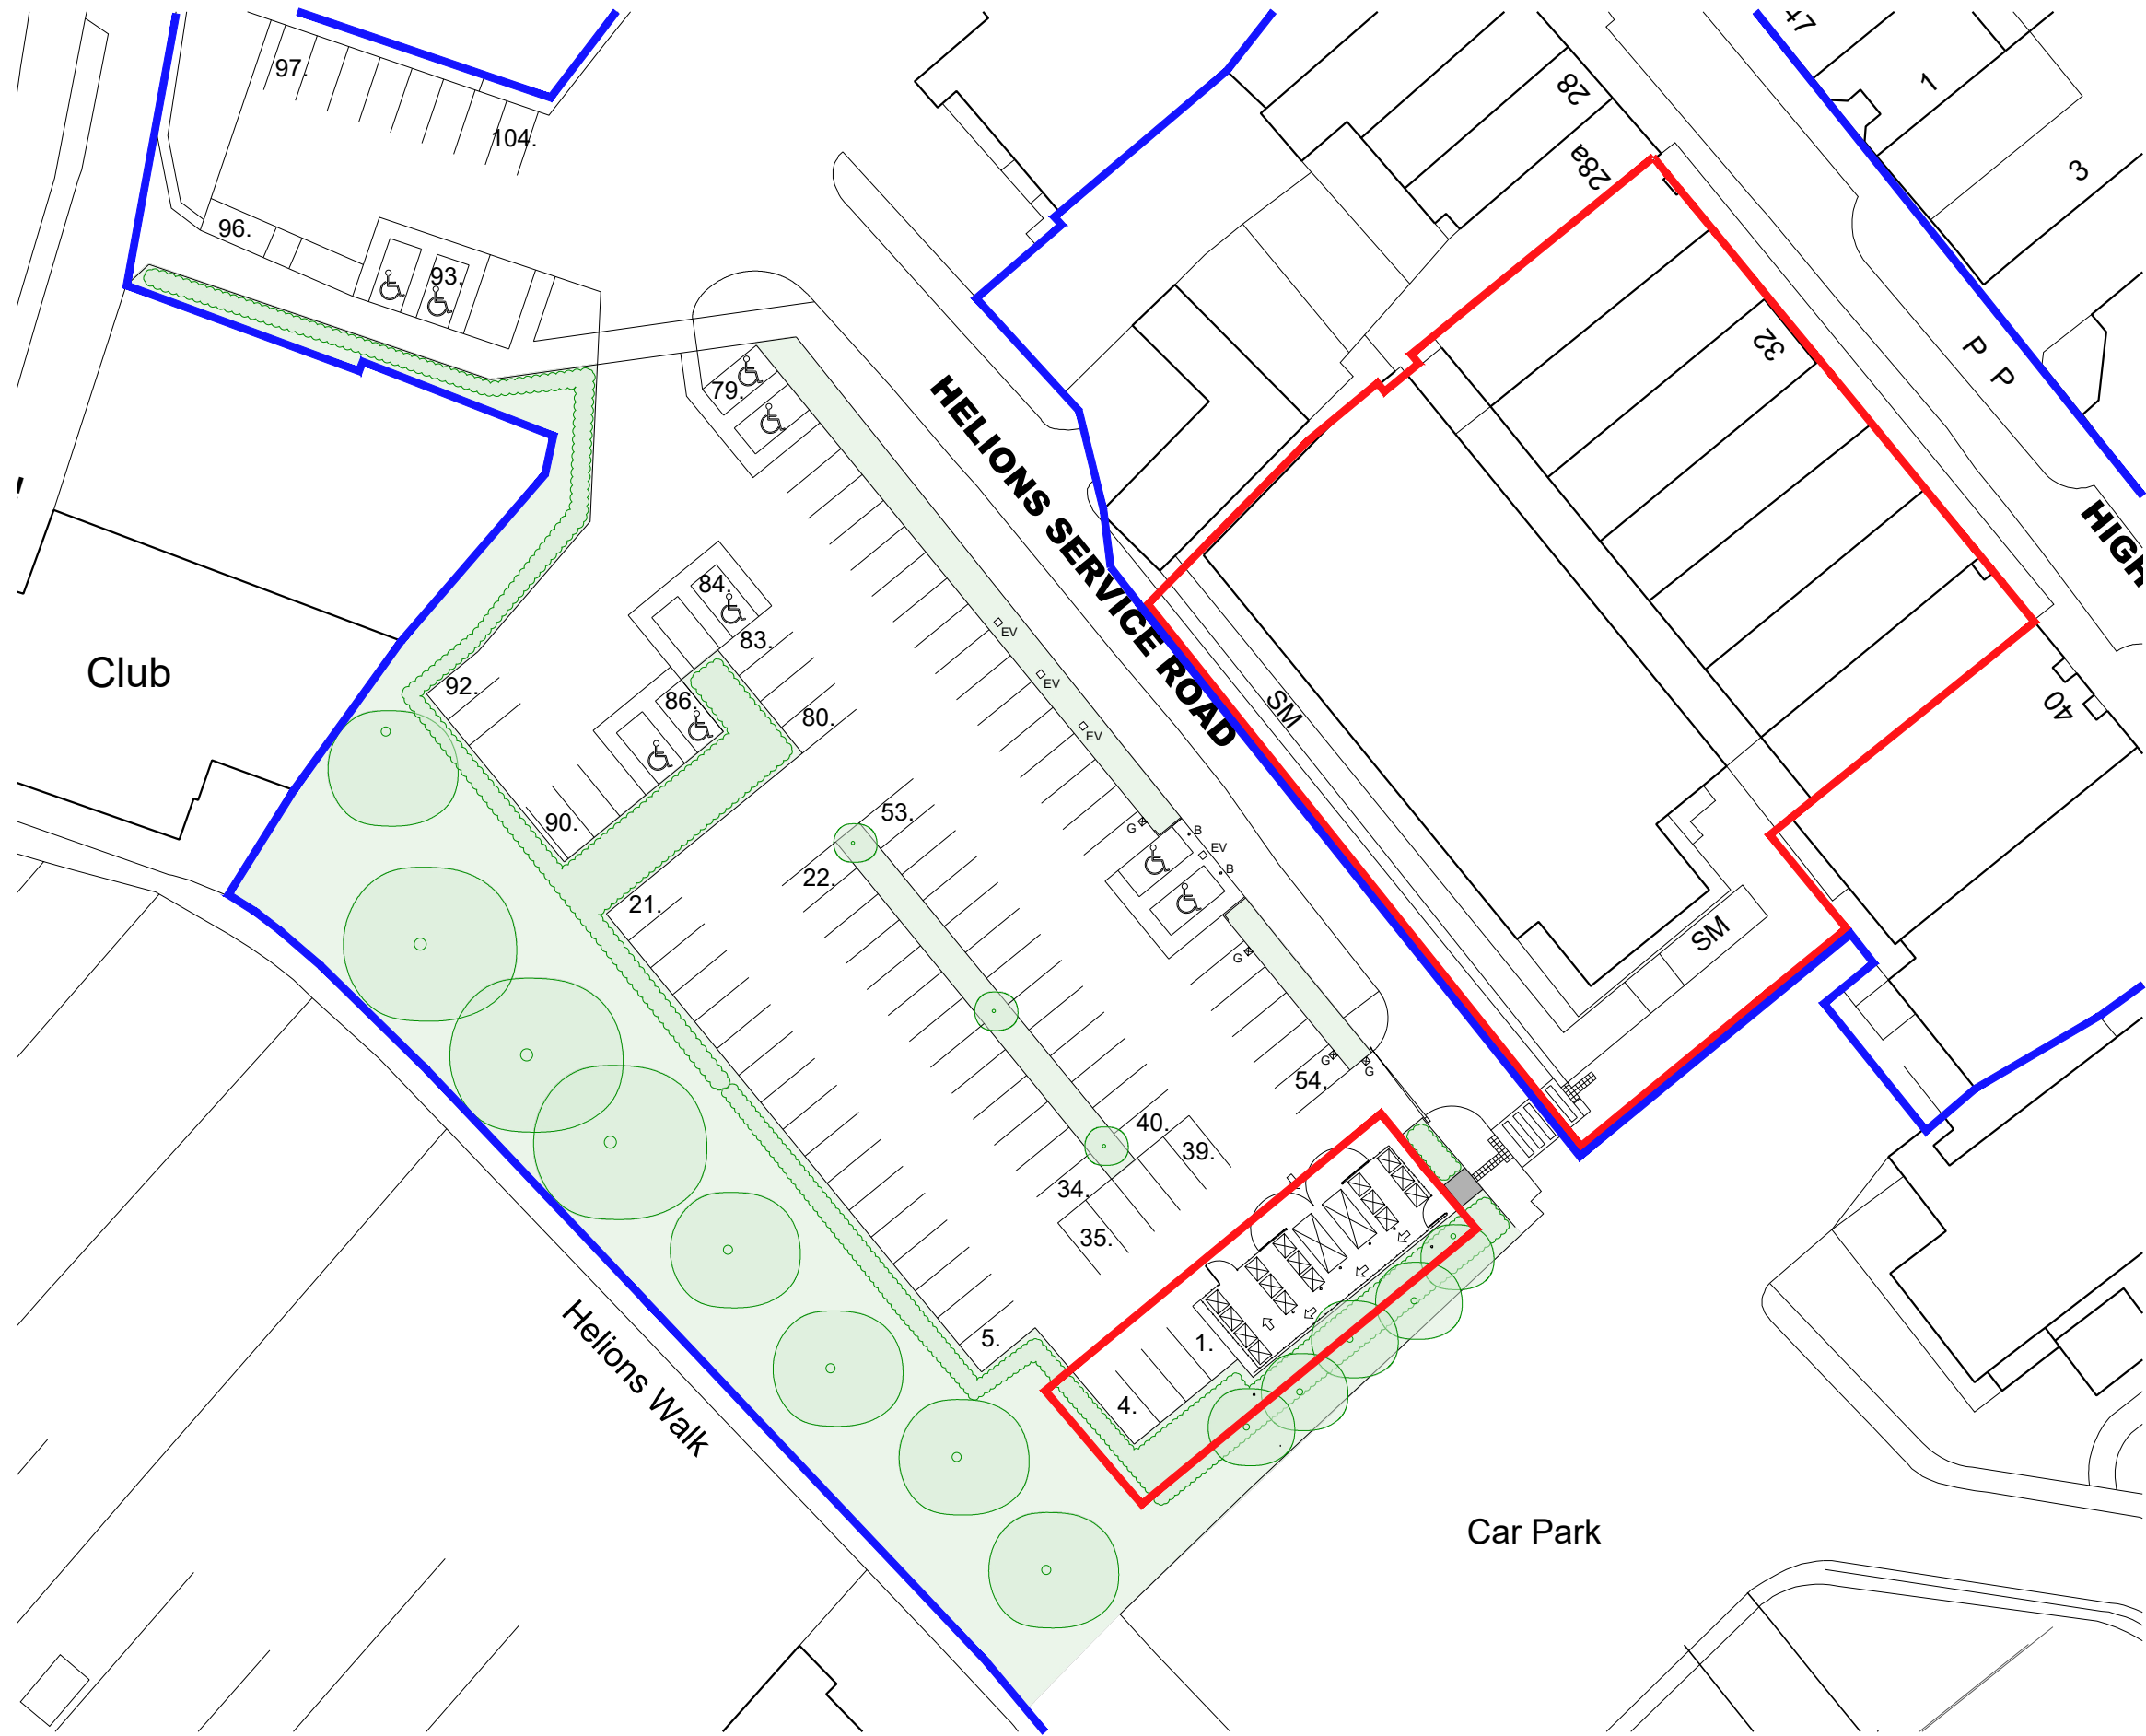 97.
104.
96.
93.
47
1
3
28
28a
32
P P
HIGH
40
79.
HELIONS SERVICE ROAD
EV
EV
EV
84.
83.
86.
80.
92.
90.
Club
SM
53.
22.
21.
G
B
EV
B
G
SM
54.
G
G
40.
39.
34.
35.
5.
1.
4.
Helions Walk
Car Park